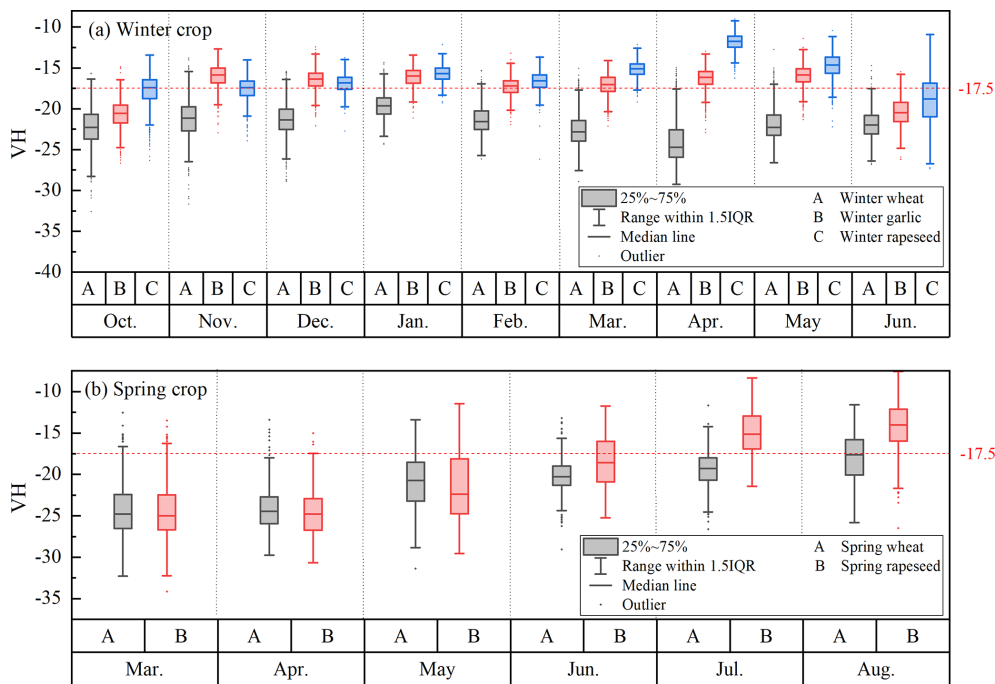 (a) Winter crop
-10
-15
-20
-25
-30
-35
-40
VH
-17.5
25%~75%
Range within 1.5IQR
Median line
Outlier
A Winter wheat
B Winter garlic
C Winter rapeseed
A B C A B C A B C A B C A B C A B C A B C A B C A B C
Oct. Nov. Dec. Jan. Feb. Mar. Apr. May Jun.
(b) Spring crop
-10
-15
-20
-25
-30
-35
VH
-17.5
25%~75%
Range within 1.5IQR
Median line
Outlier
A Spring wheat
B Spring rapeseed
A B A B A B A B A B A B
Mar. Apr. May Jun. Jul. Aug.